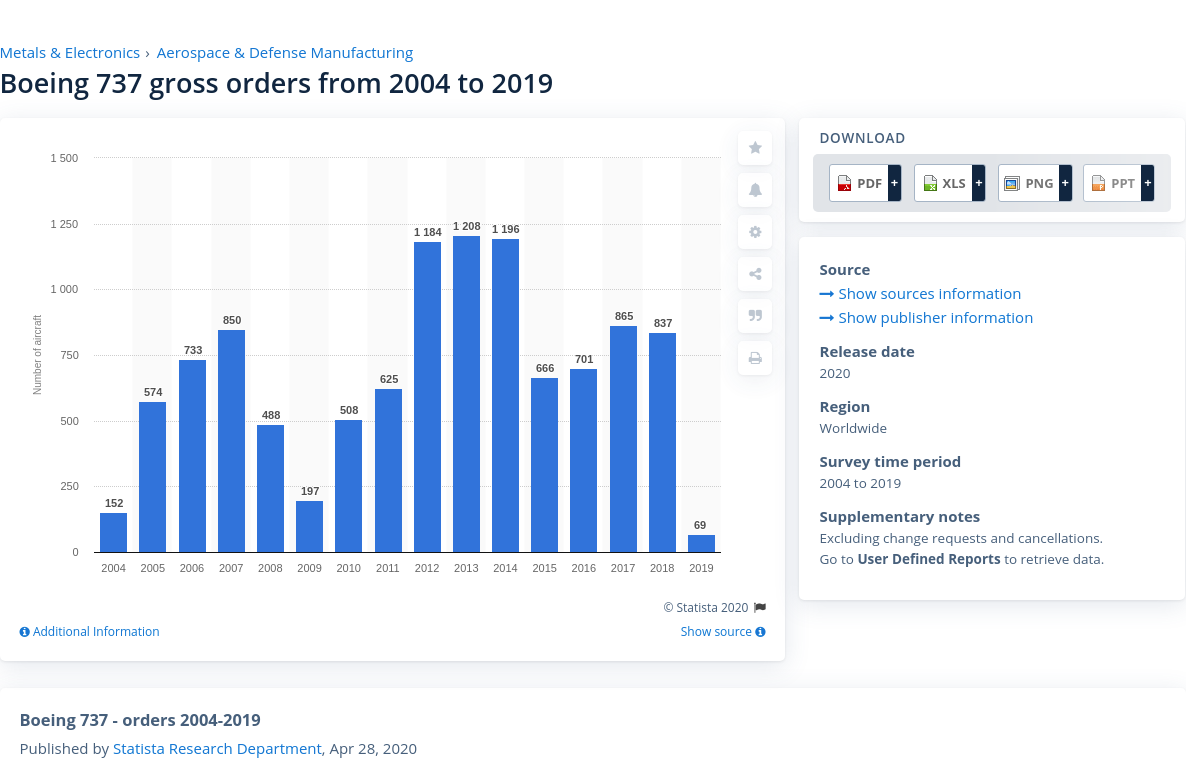 Metals & Electronics › Aerospace & Defense Manufacturing
Boeing 737 gross orders from 2004 to 2019
1 500
1 250
1 000
750
500
250
0
Number of aircraft
152
574
733
850
488
197
508
625
1 184
1 208
1 196
666
701
865
837
69
2004 2005 2006 2007 2008 2009 2010 2011 2012 2013 2014 2015 2016 2017 2018 2019
© Statista 2020
Additional Information
Show source
DOWNLOAD
PDF + XLS + PNG + PPT +
Source
Show sources information
Show publisher information
Release date
2020
Region
Worldwide
Survey time period
2004 to 2019
Supplementary notes
Excluding change requests and cancellations.
Go to User Defined Reports to retrieve data.
Boeing 737 - orders 2004-2019
Published by Statista Research Department, Apr 28, 2020